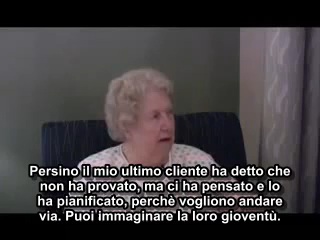 Persino il mio ultimo cliente ha detto che
non ha provato, ma ci ha pensato e lo
ha pianificato, perchè vogliono andare
via. Puoi immaginare la loro gioventù.